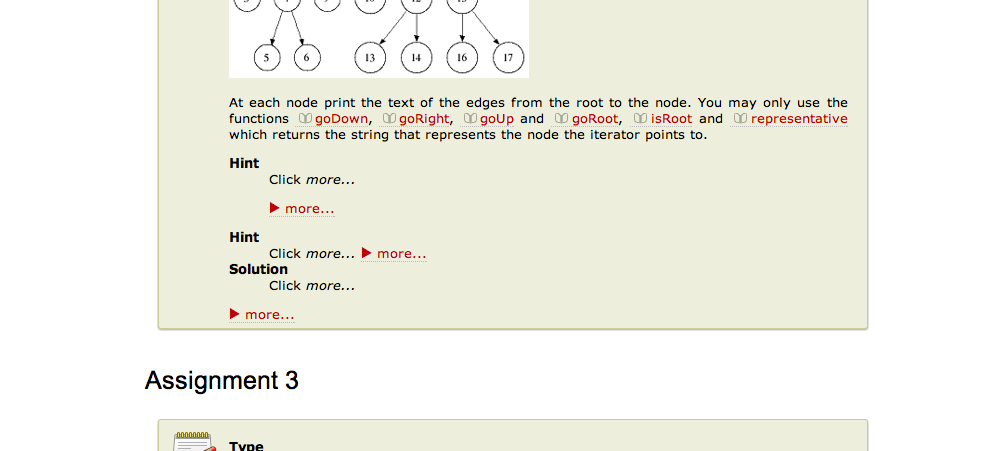 5 6 13 14 16 17
At each node print the text of the edges from the root to the node. You may only use the
functions goDown, goRight, goUp and goRoot, isRoot and representative
which returns the string that represents the node the iterator points to.
Hint
Click more...
more...
Hint
Click more... more...
Solution
Click more...
more...
Assignment 3
Type